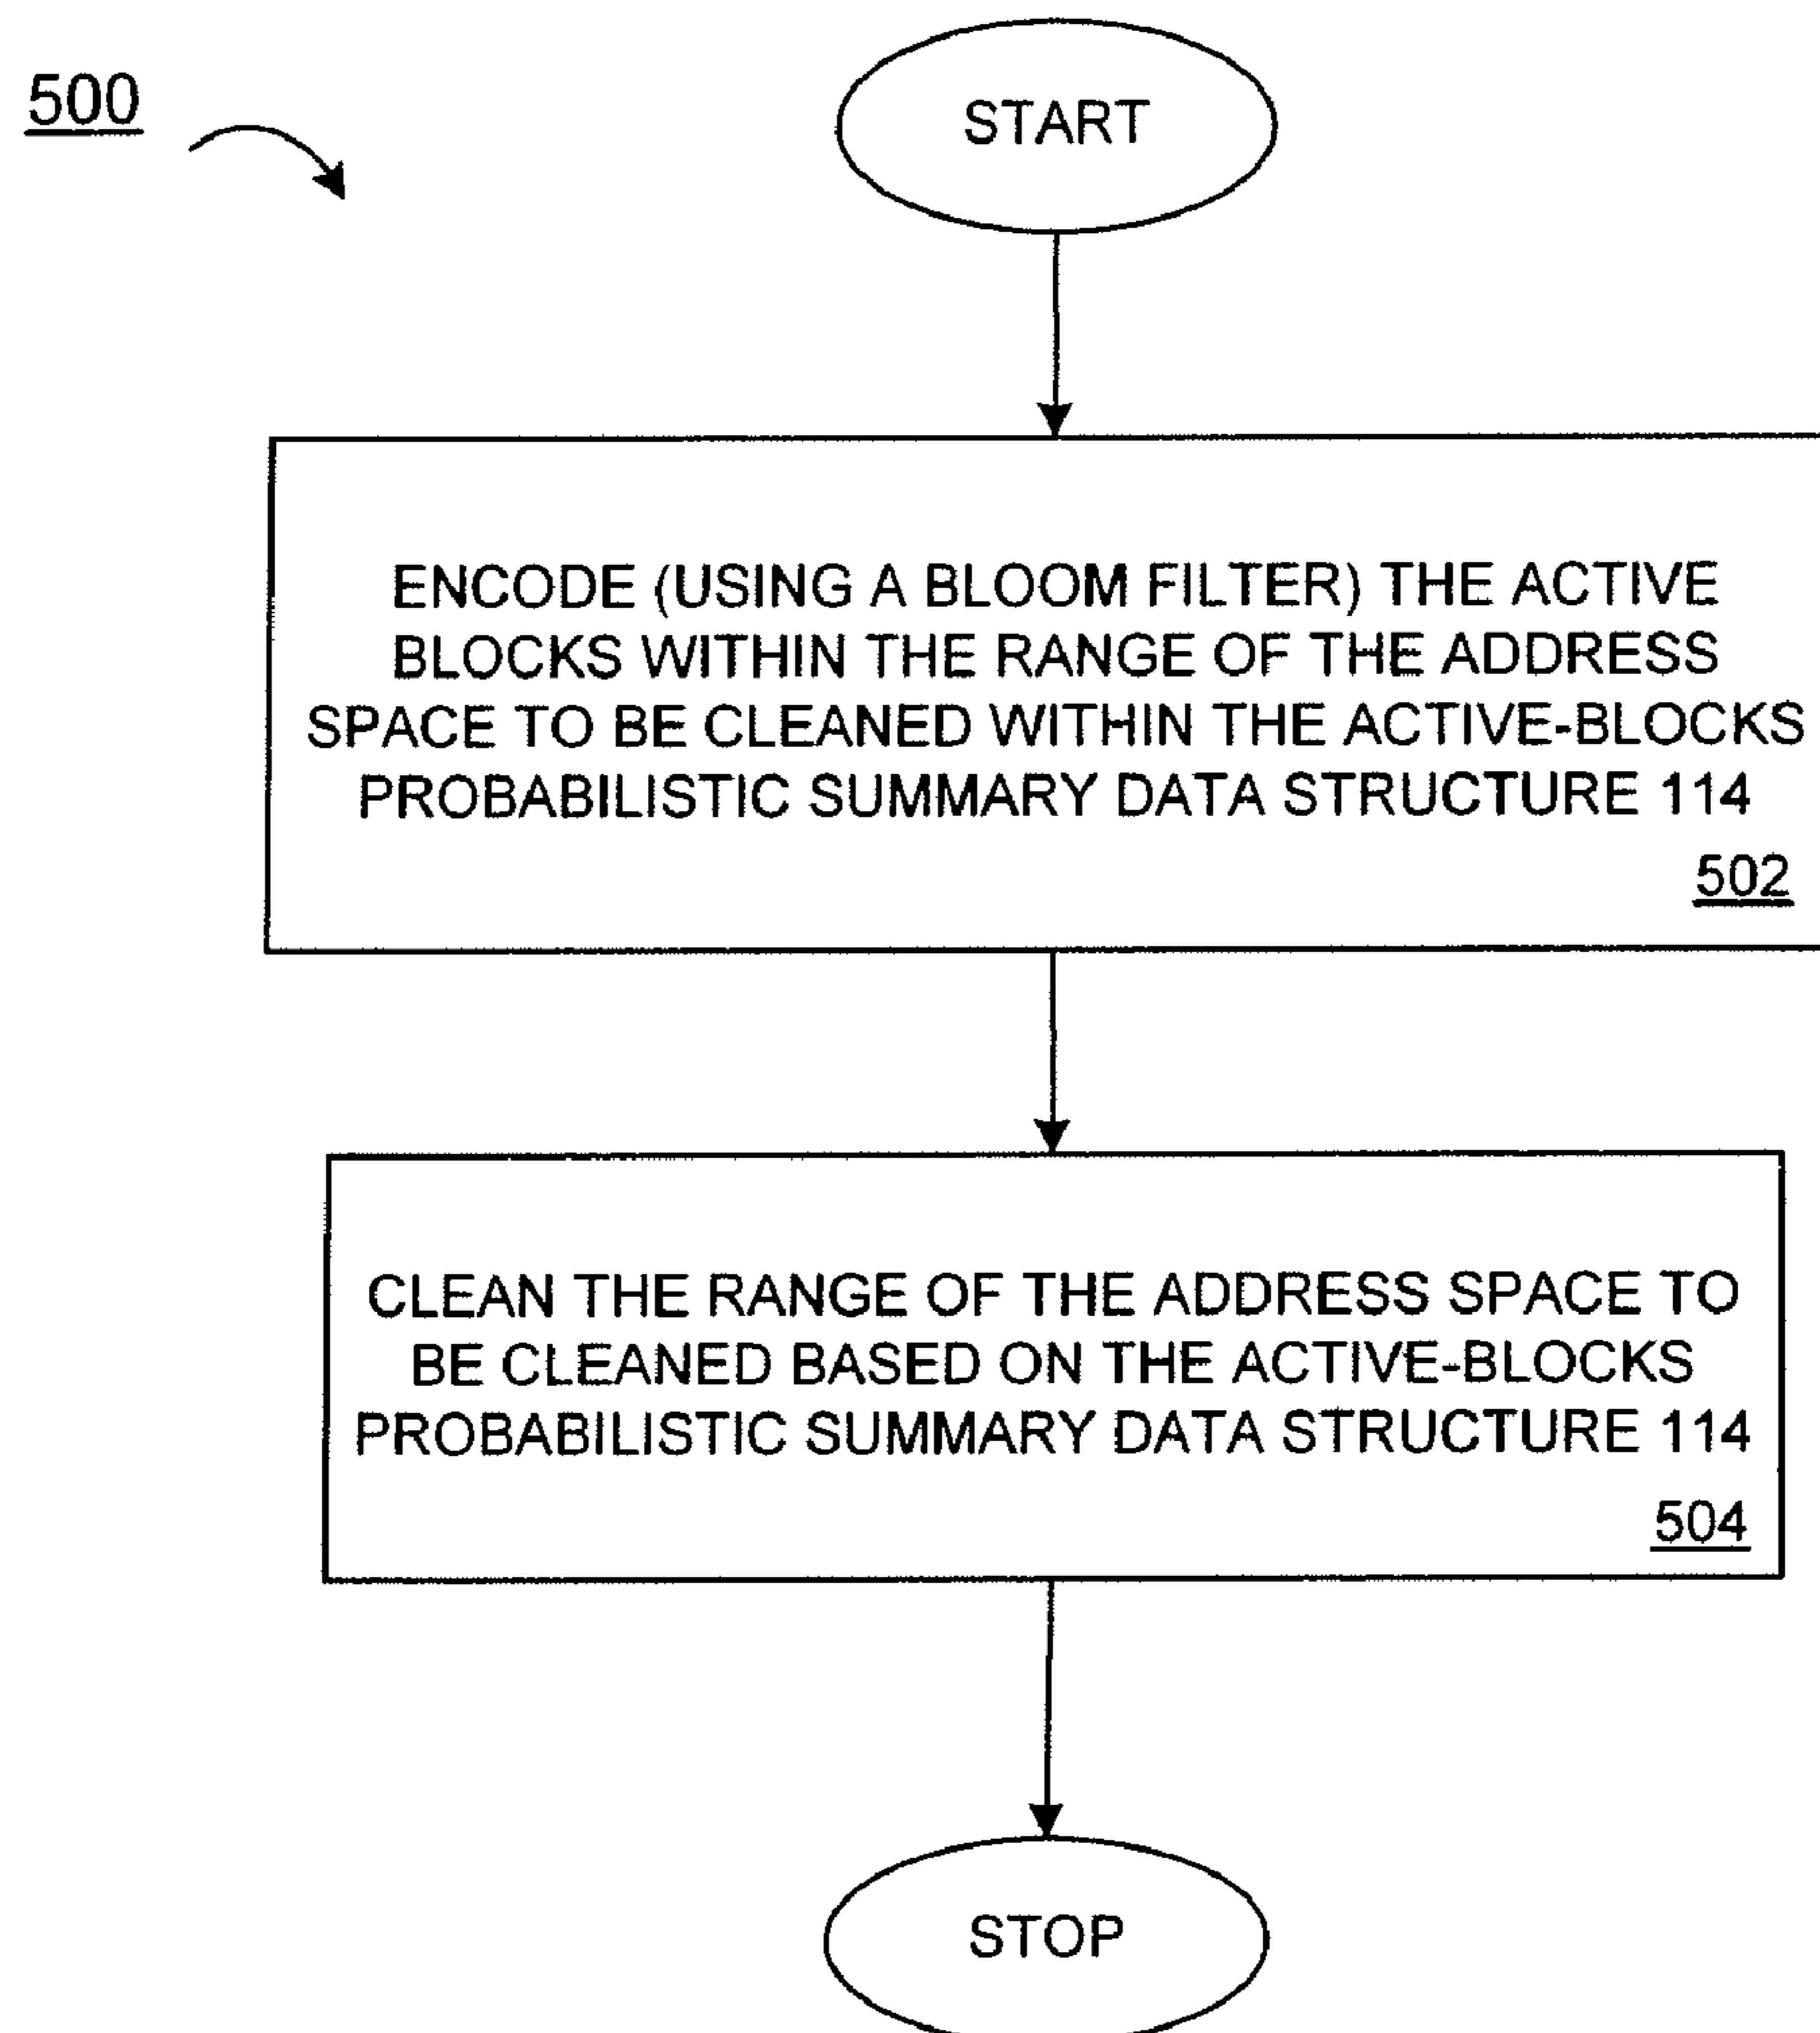 500
START
ENCODE (USING A BLOOM FILTER) THE ACTIVE
BLOCKS WITHIN THE RANGE OF THE ADDRESS
SPACE TO BE CLEANED WITHIN THE ACTIVE-BLOCKS
PROBABILISTIC SUMMARY DATA STRUCTURE 114
502
CLEAN THE RANGE OF THE ADDRESS SPACE TO
BE CLEANED BASED ON THE ACTIVE-BLOCKS
PROBABILISTIC SUMMARY DATA STRUCTURE 114
504
STOP